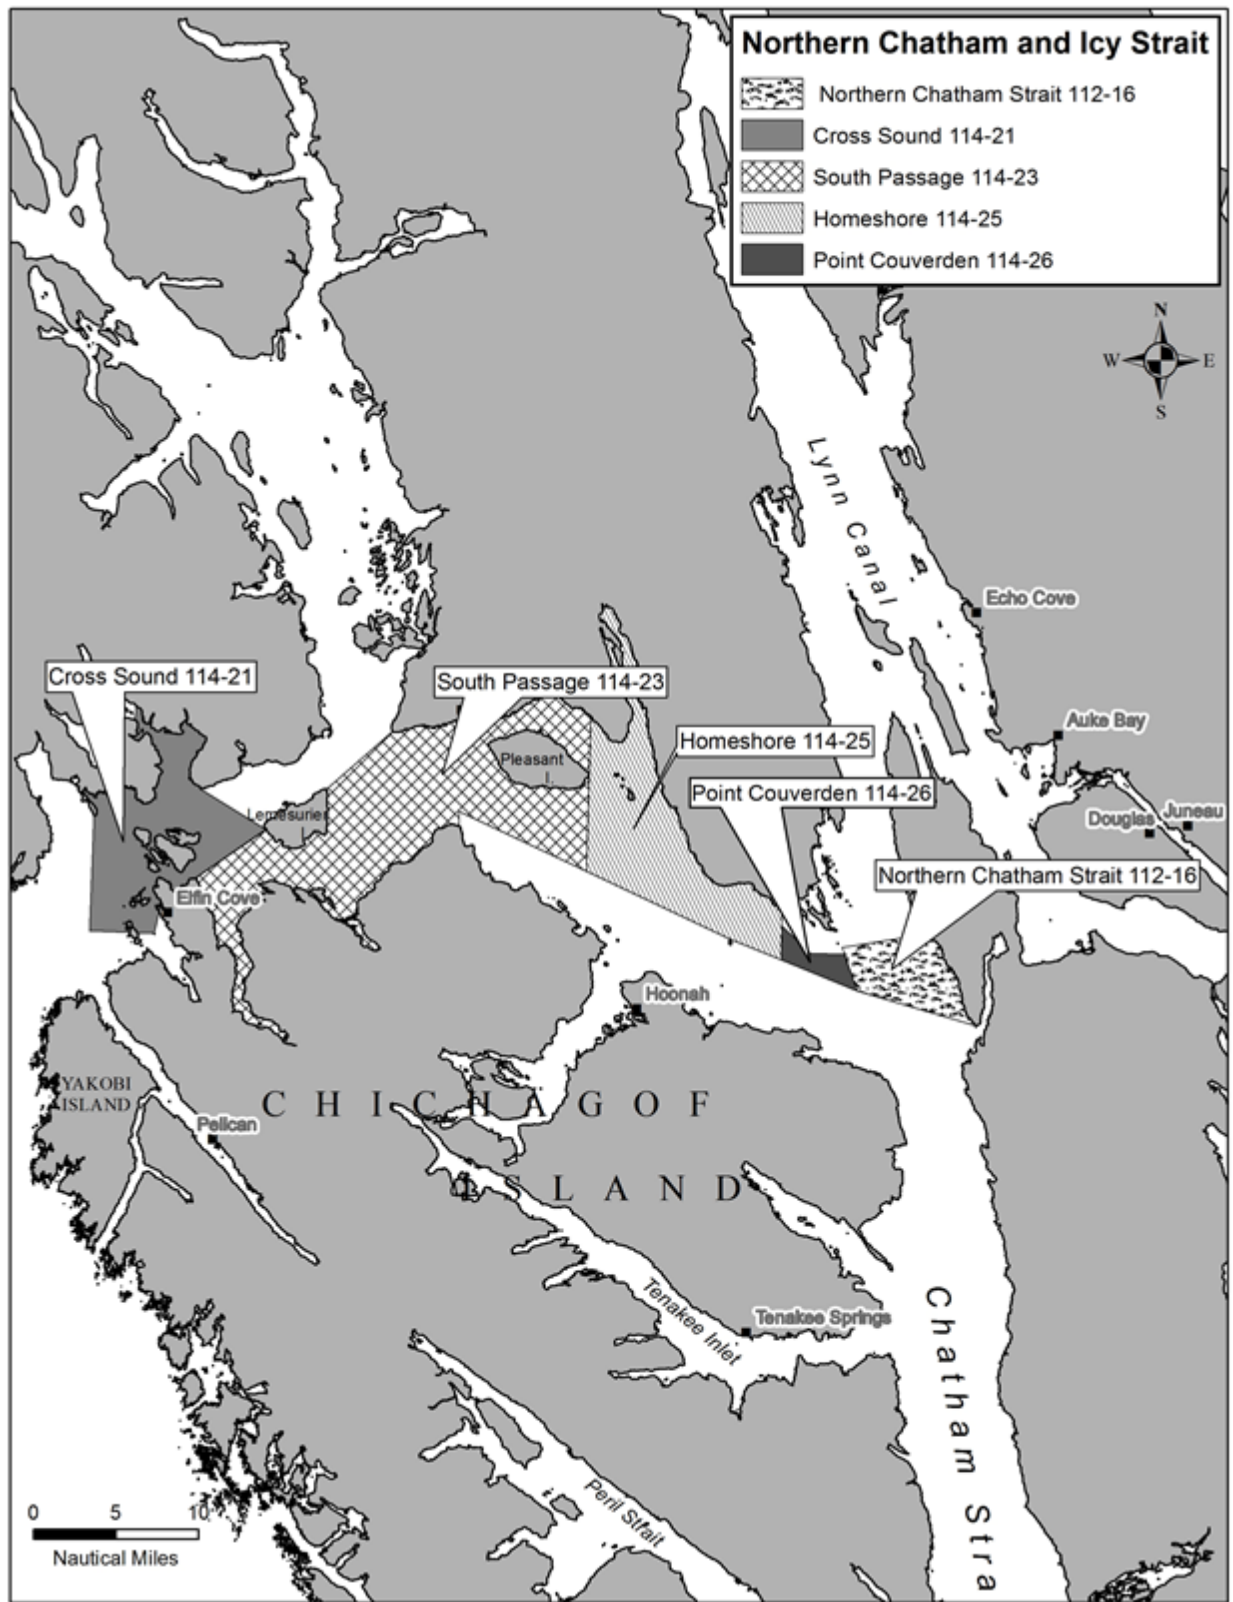 Northern Chatham and Icy Strait
Northern Chatham Strait 112-16
Cross Sound 114-21
South Passage 114-23
Homeshore 114-25
Point Couverden 114-26
N
W E
S
Lynn Canal
Echo Cove
Cross Sound 114-21
South Passage 114-23
Auke Bay
Homeshore 114-25
Pleasant
I.
Point Couverden 114-26
Lemesurier
I.
Juneau
Douglas
Northern Chatham Strait 112-16
Elfin Cove
Hoonah
YAKOBI
ISLAND
CHICHAGOF
Pelican
ISLAND
Tenakee Inlet
Tenakee Springs
Chatham Stra
Peril Strait
0 5 10
Nautical Miles